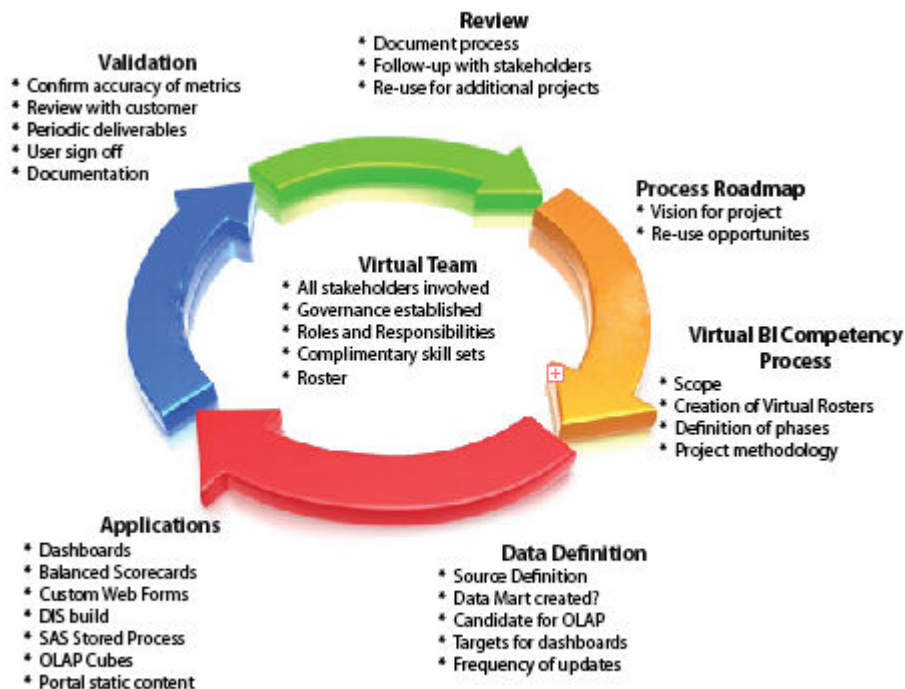 Review
* Document process
* Follow-up with stakeholders
* Re-use for additional projects
Validation
* Confirm accuracy of metrics
* Review with customer
* Periodic deliverables
* User sign off
* Documentation
Process Roadmap
* Vision for project
* Re-use opportunites
Virtual Team
* All stakeholders involved
* Governance established
* Roles and Responsibilities
* Complimentary skill sets
* Roster
Virtual BI Competency
Process
* Scope
* Creation of Virtual Rosters
* Definition of phases
* Project methodology
Applications
* Dashboards
* Balanced Scorecards
* Custom Web Forms
* DIS build
* SAS Stored Process
* OLAP Cubes
* Portal static content
Data Definition
* Source Definition
* Data Mart created?
* Candidate for OLAP
* Targets for dashboards
* Frequency of updates